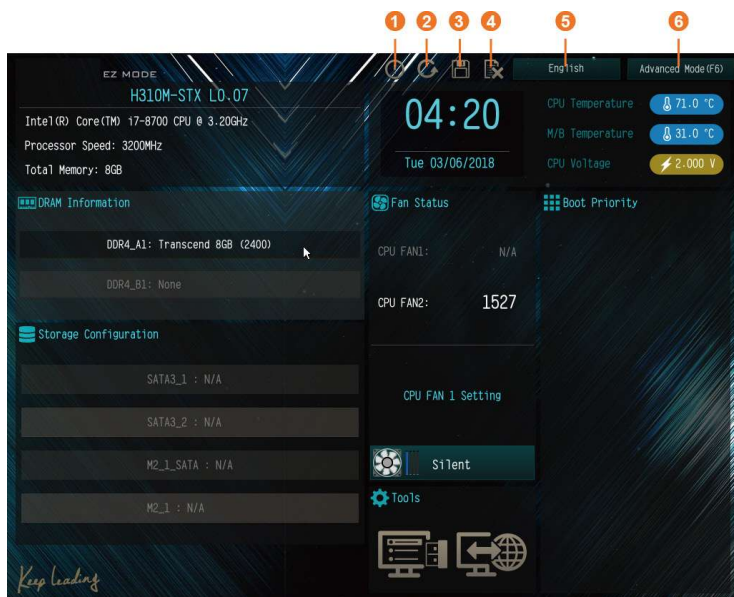 1 2 3 4 5 6
EZ MODE
English
Advanced Mode(F6)
H310M-STX L0.07
Intel(R) Core(TM) i7-8700 CPU @ 3.20GHz
Processor Speed: 3200MHz
Total Memory: 8GB
04:20
Tue 03/06/2018
CPU Temperature 71.0 °C
M/B Temperature 31.0 °C
CPU Voltage 2.000 V
DRAM Information
DDR4_A1: Transcend 8GB (2400)
DDR4_B1: None
Storage Configuration
SATA3_1 : N/A
SATA3_2 : N/A
M2_1_SATA : N/A
M2_1 : N/A
Keep Leading
Fan Status
CPU FAN1: N/A
CPU FAN2: 1527
CPU FAN 1 Setting
Silent
Tools
Boot Priority